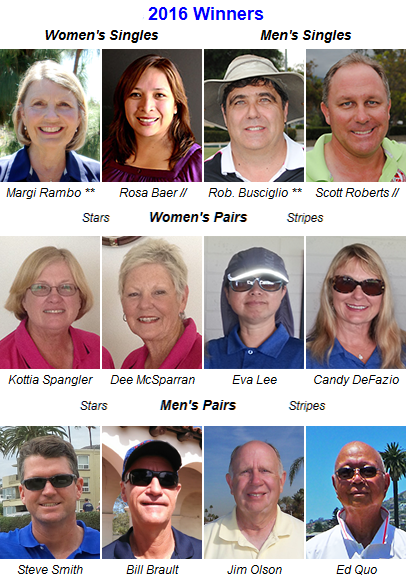 2016 Winners
Women's Singles Men's Singles
Margi Rambo ** Rosa Baer // Rob. Busciglio ** Scott Roberts //
Stars Women's Pairs Stripes
Kottia Spangler Dee McSparran Eva Lee Candy DeFazio
Stars Men's Pairs Stripes
Steve Smith Bill Brault Jim Olson Ed Quo